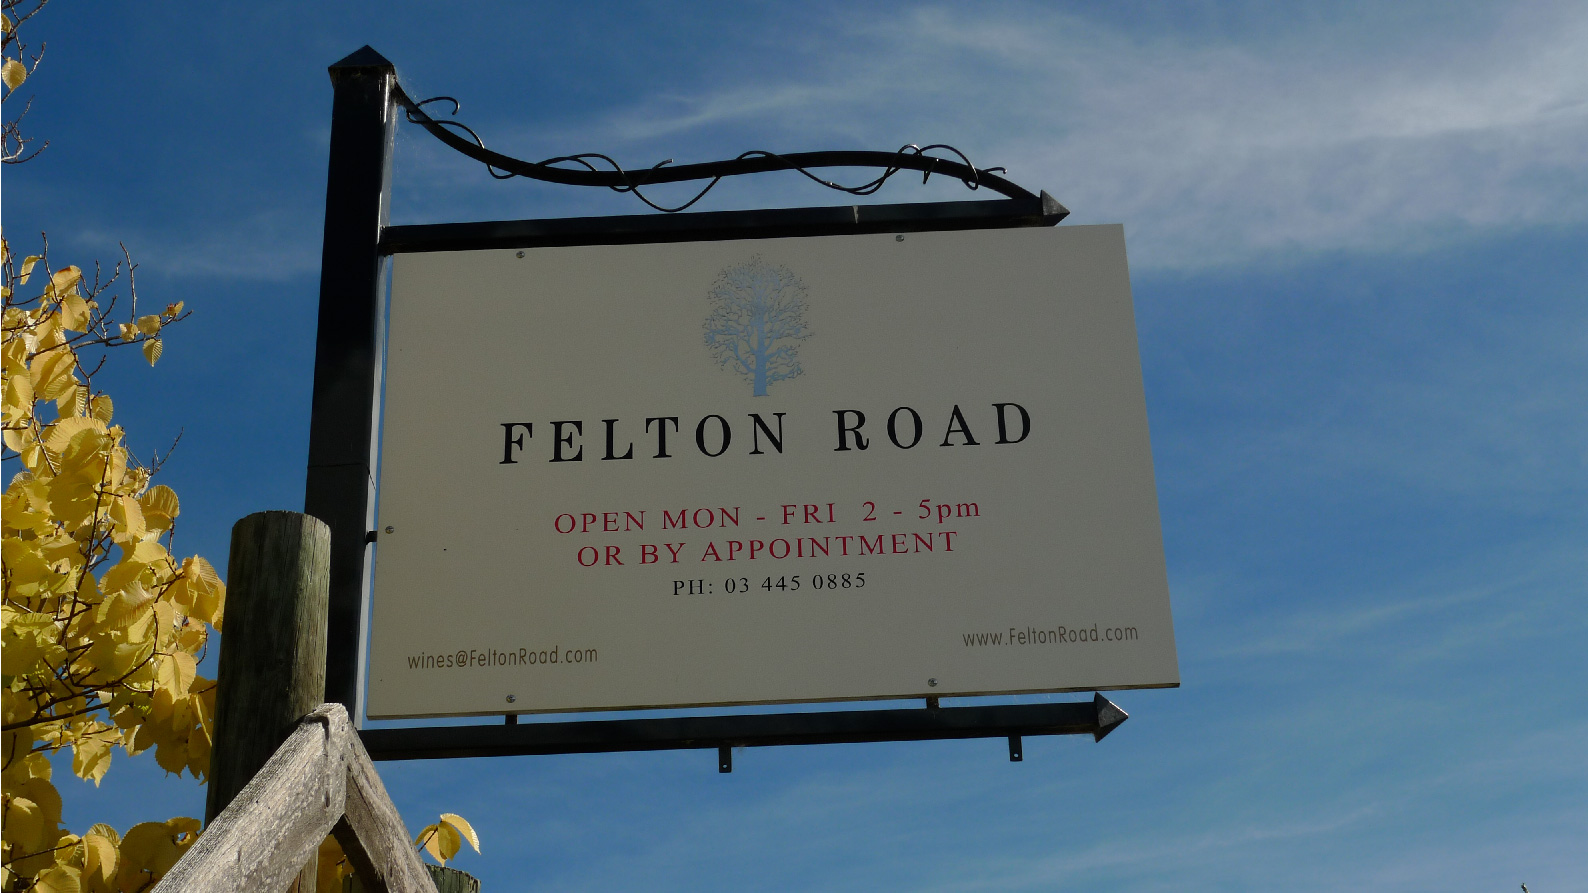 FELTON ROAD
OPEN MON - FRI 2 - 5pm
OR BY APPOINTMENT
PH: 03 445 0885
wines@FeltonRoad.com
www.FeltonRoad.com